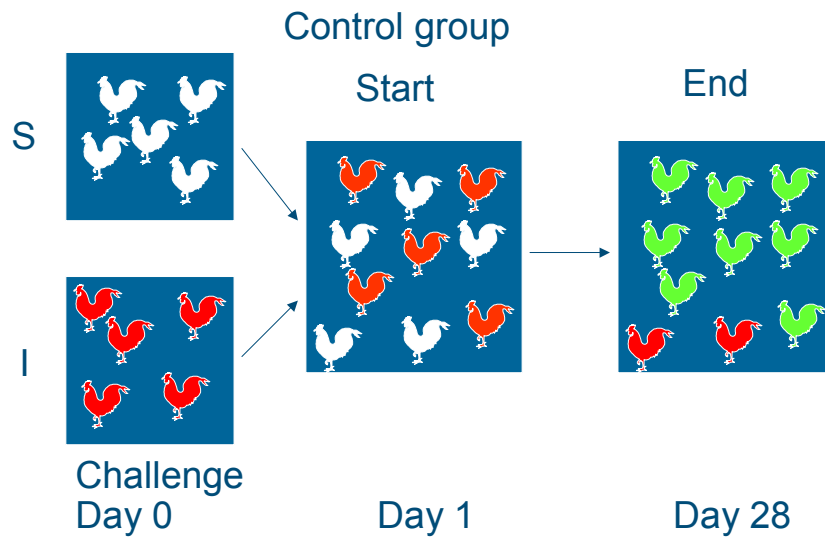 Control group
Start
End
S
I
Challenge
Day 0
Day 1
Day 28